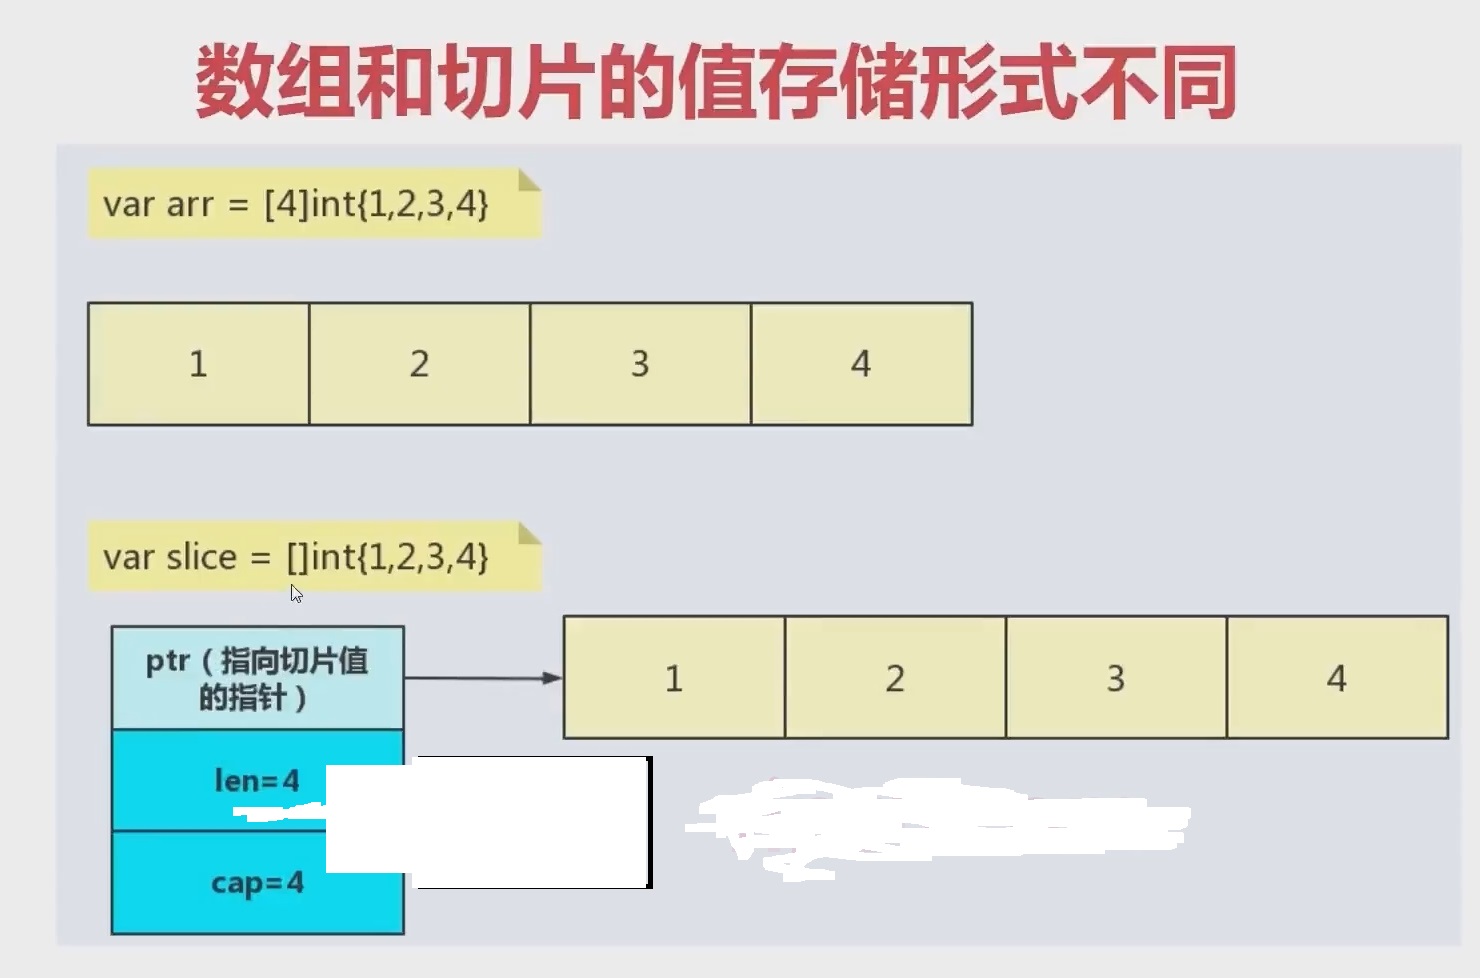 数组和切片的值存储形式不同
var arr = [4]int{1,2,3,4}
1 2 3 4
var slice = []int{1,2,3,4}
ptr（指向切片值
的指针）
1 2 3 4
len=4
cap=4